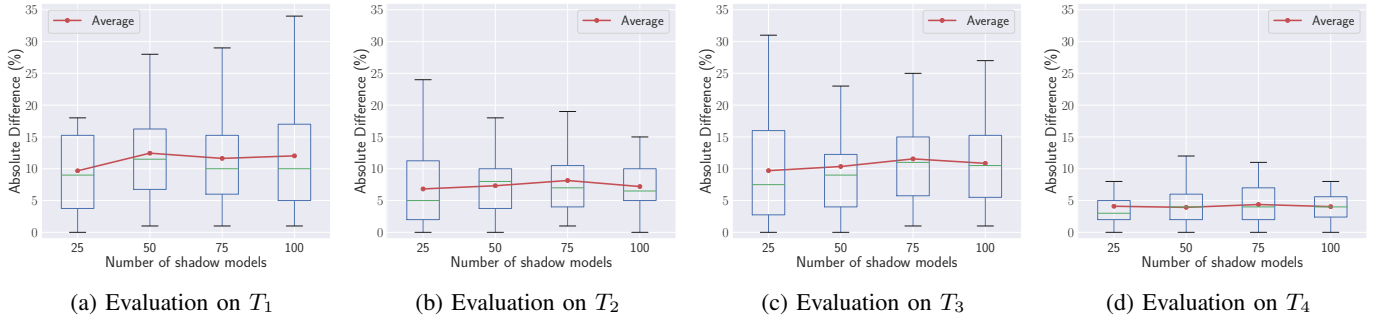 35
30
25
20
15
10
5
0
Absolute Difference (%)
Average
25 50 75 100
Number of shadow models
(a) Evaluation on T₁
35
30
25
20
15
10
5
0
Absolute Difference (%)
Average
25 50 75 100
Number of shadow models
(b) Evaluation on T₂
35
30
25
20
15
10
5
0
Absolute Difference (%)
Average
25 50 75 100
Number of shadow models
(c) Evaluation on T₃
35
30
25
20
15
10
5
0
Absolute Difference (%)
Average
25 50 75 100
Number of shadow models
(d) Evaluation on T₄